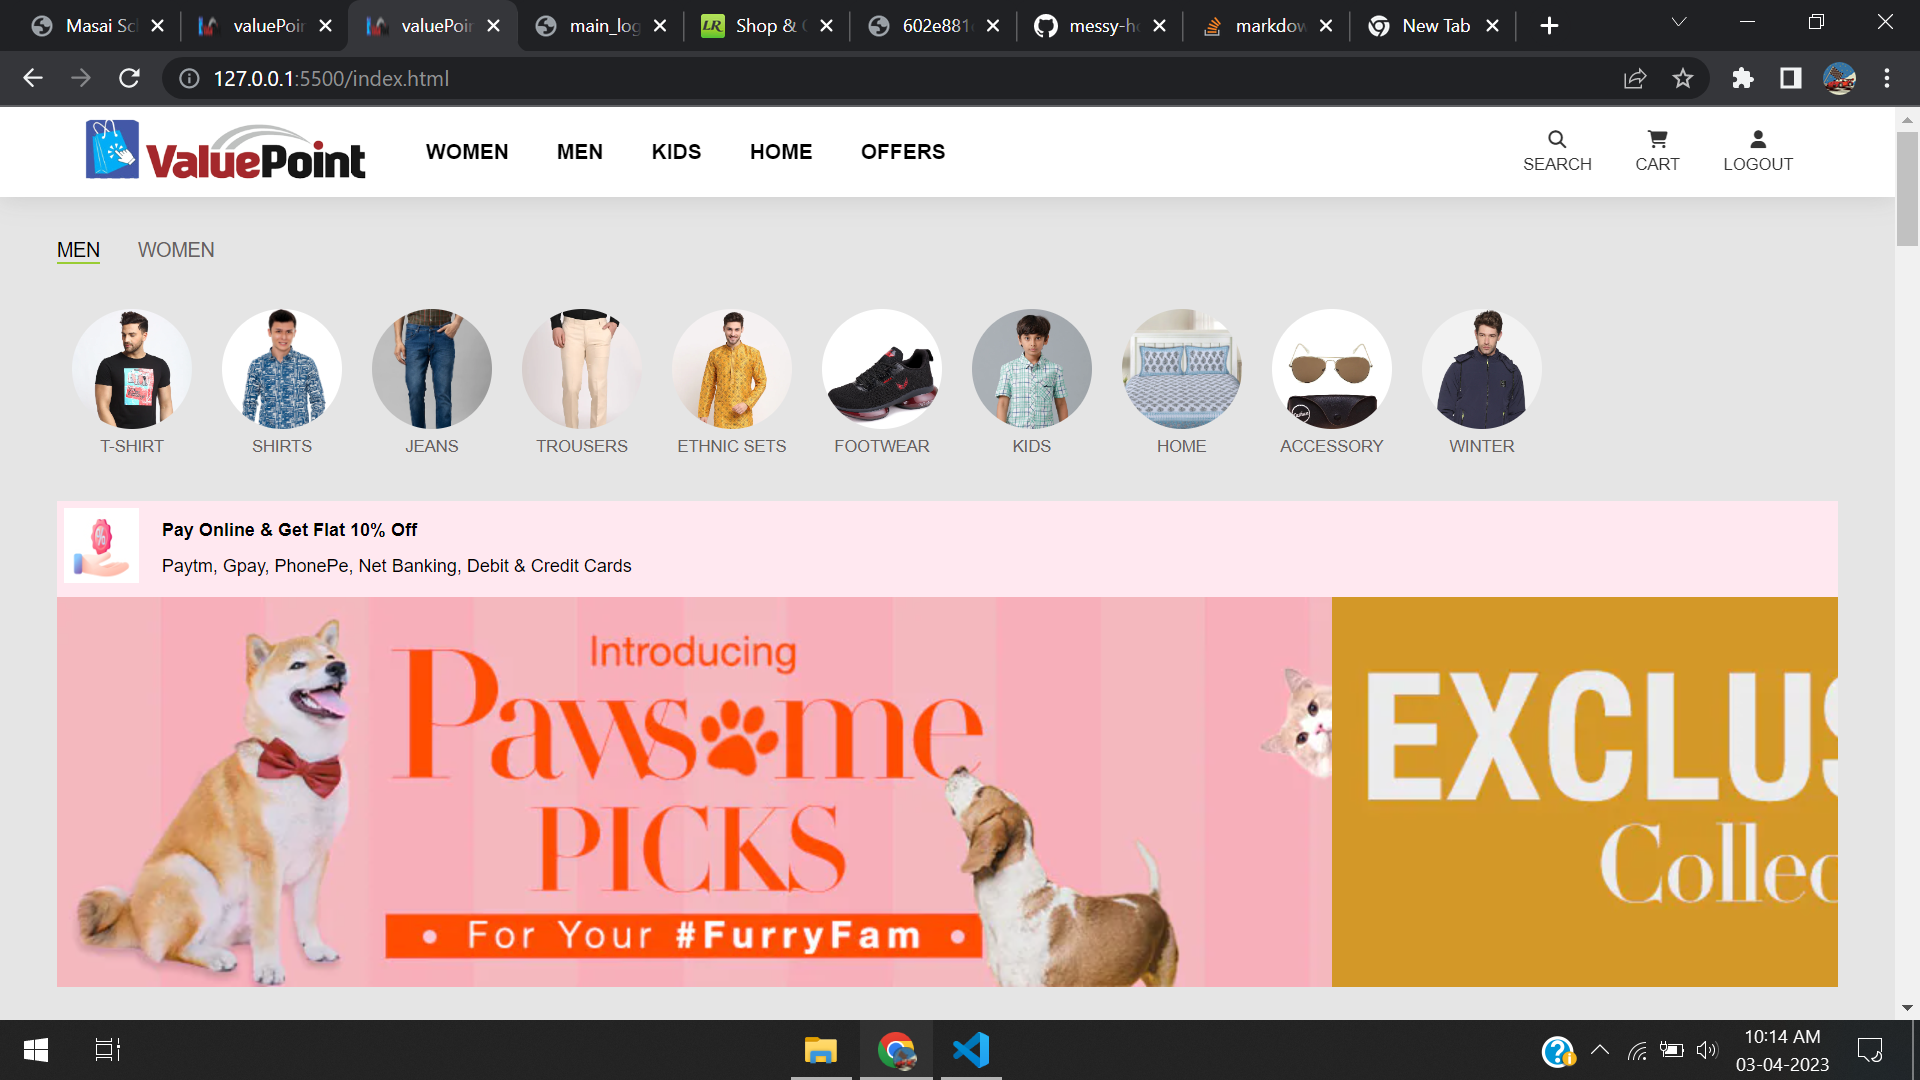 Masai Sc
valuePoin
valuePoin
main_log
Shop &
602e881
messy-h
markdow
New Tab
127.0.0.1:5500/index.html
ValuePoint
WOMEN MEN KIDS HOME OFFERS
SEARCH CART LOGOUT
MEN WOMEN
T-SHIRT SHIRTS JEANS TROUSERS ETHNIC SETS FOOTWEAR KIDS HOME ACCESSORY WINTER
Pay Online & Get Flat 10% Off
Paytm, Gpay, PhonePe, Net Banking, Debit & Credit Cards
Introducing
Pawsome
PICKS
• For Your #FurryFam •
EXCLUS
Collec
10:14 AM
03-04-2023